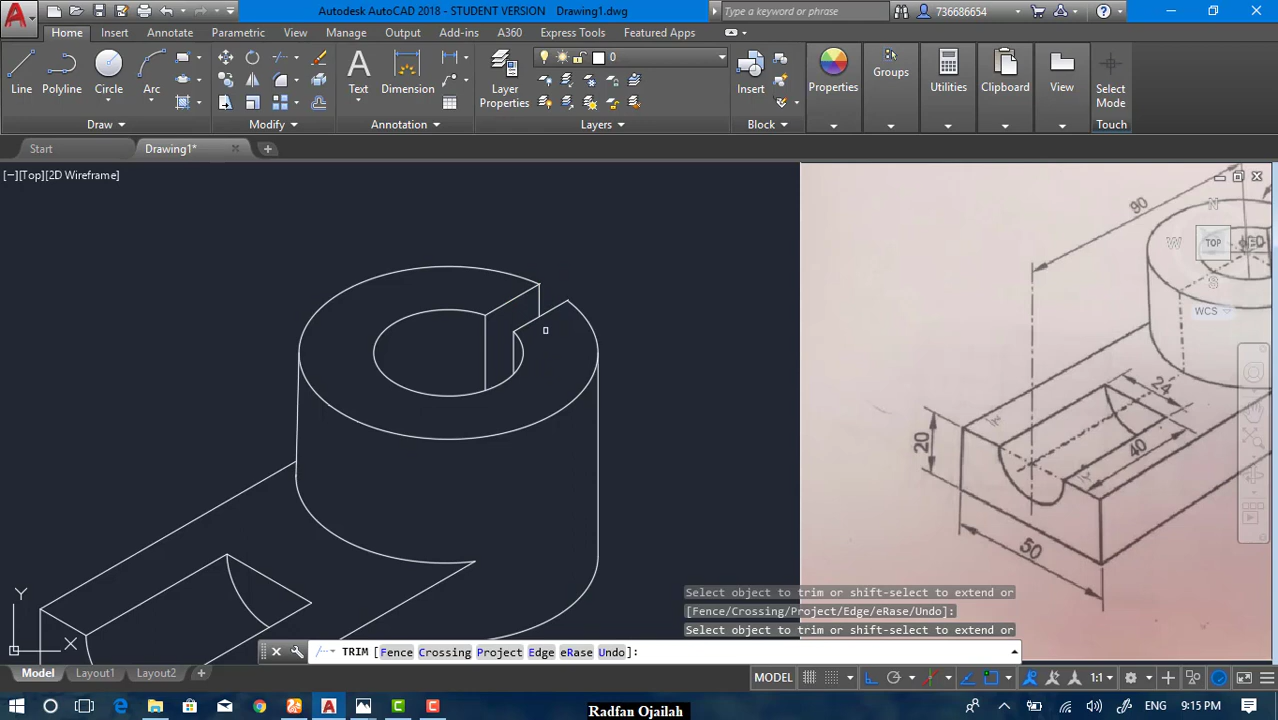 Autodesk AutoCAD 2018 - STUDENT VERSION Drawing1.dwg
Type a keyword or phrase
736686654
Home Insert Annotate Parametric View Manage Output Add-ins A360 Express Tools Featured Apps
Line Polyline Circle Arc
Text Dimension
Layer Properties
0
Insert
Properties Groups Utilities Clipboard View Select Mode
Draw Modify Annotation Layers Block Touch
Start Drawing1*
[−][Top][2D Wireframe]
90
N
W TOP E
S
WCS
20
24
40
50
Y
X
Select object to trim or shift-select to extend or
[Fence/Crossing/Project/Edge/eRase/Undo]:
Select object to trim or shift-select to extend or
TRIM [Fence Crossing Project Edge eRase Undo]:
Model Layout1 Layout2
MODEL 1:1
ENG 9:15 PM
Radfan Ojailah